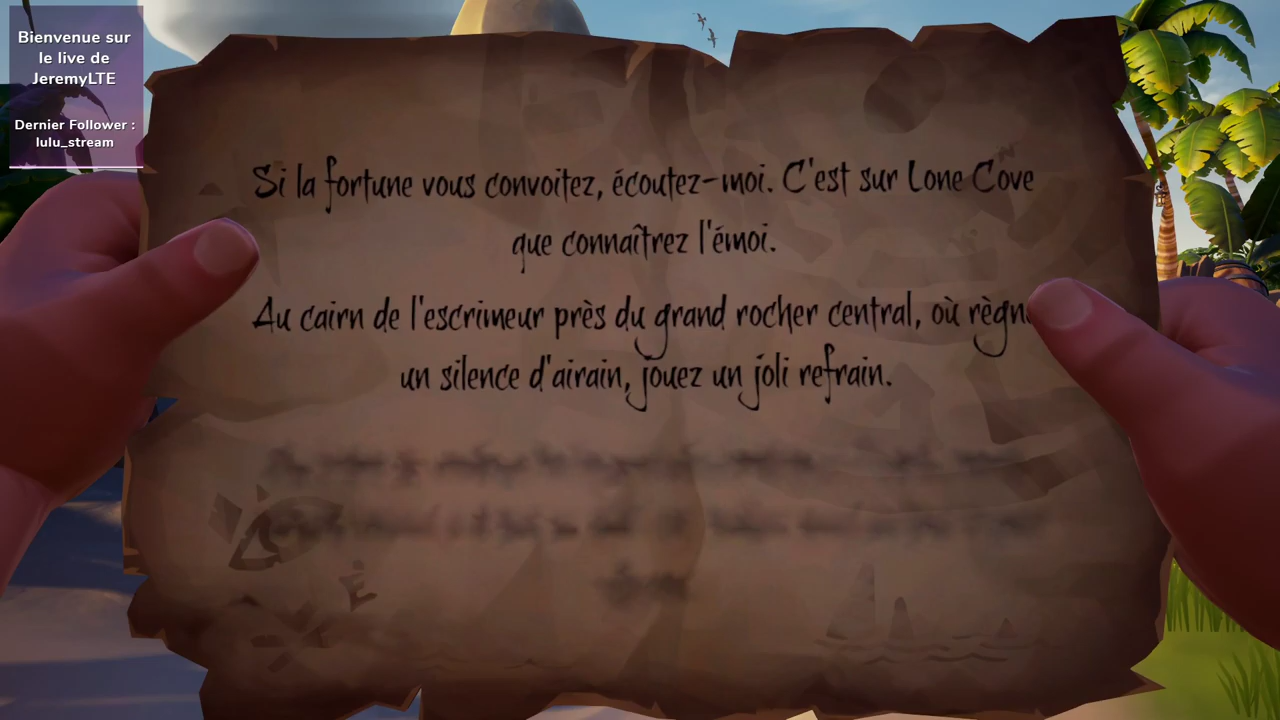 Bienvenue sur
le live de
JeremyLTE
Dernier Follower :
lulu_stream
Si la fortune vous convoitez, écoutez-moi. C'est sur Lone Cove
que connaîtrez l'émoi.
Au cairn de l'escrimeur près du grand rocher central, où
un silence d'airain, jouez un joli refrain.